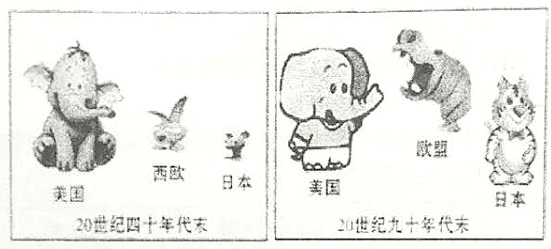 美国
西欧
日本
20世纪四十年代末
美国
欧盟
日本
20世纪九十年代末